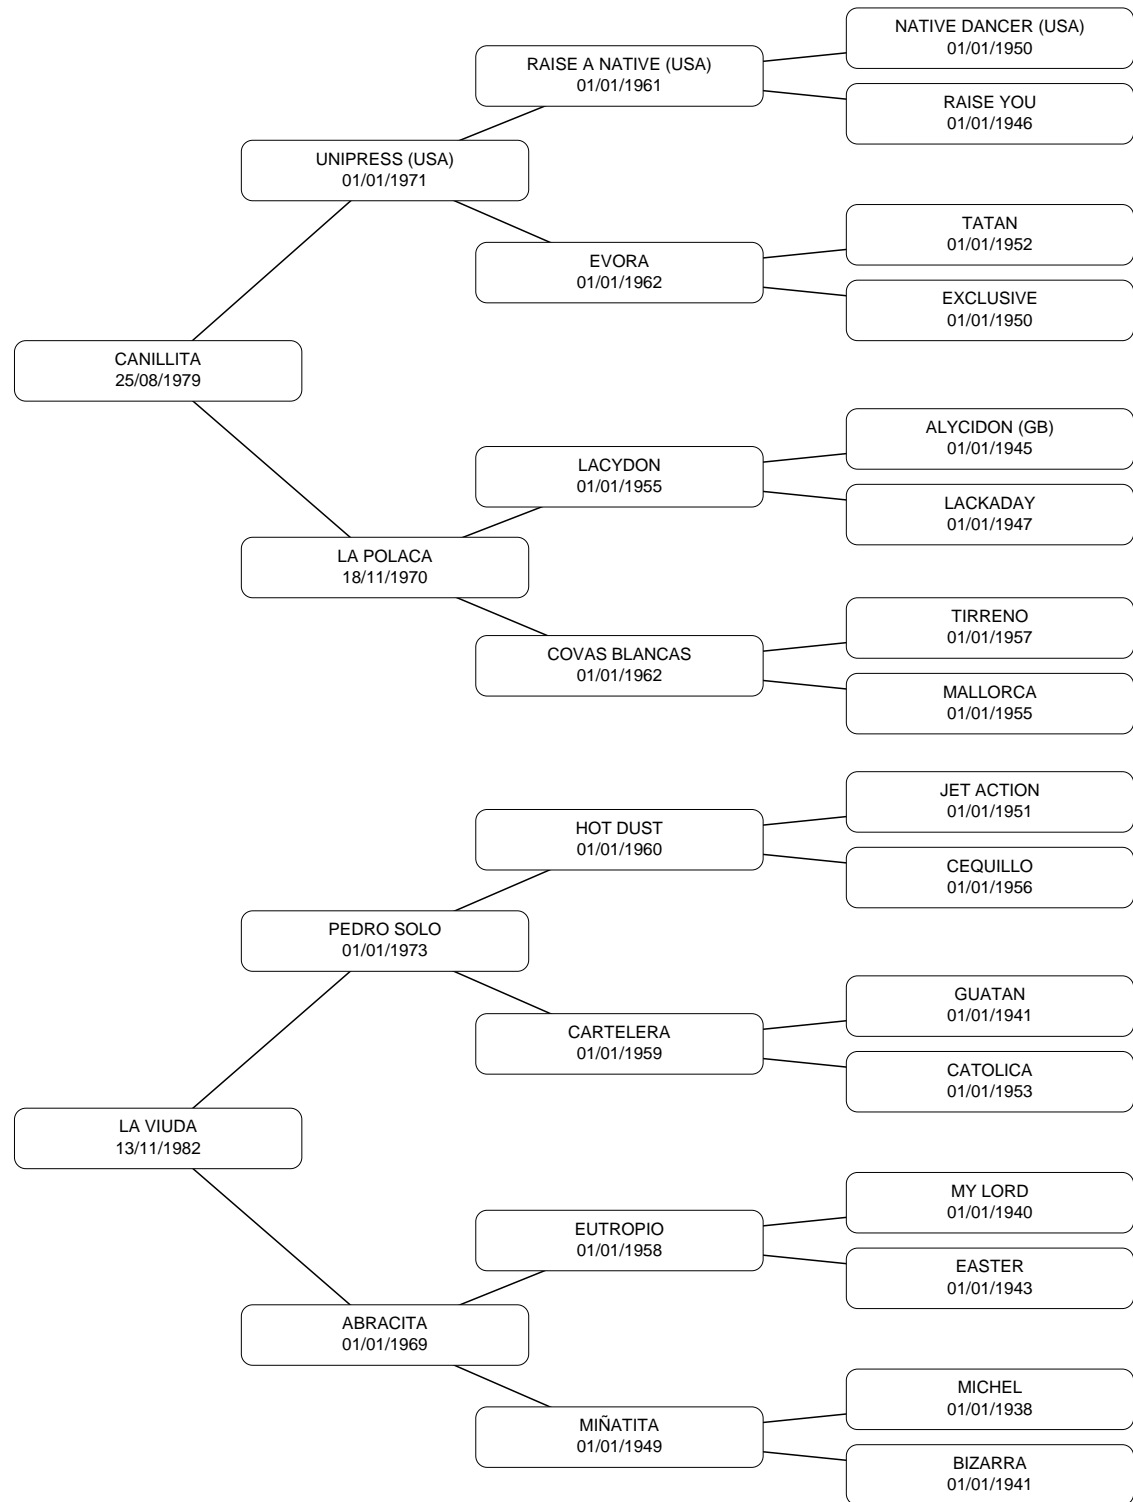 NATIVE DANCER (USA)
01/01/1950
RAISE A NATIVE (USA)
01/01/1961
RAISE YOU
01/01/1946
UNIPRESS (USA)
01/01/1971
TATAN
01/01/1952
EVORA
01/01/1962
EXCLUSIVE
01/01/1950
CANILLITA
25/08/1979
ALYCIDON (GB)
01/01/1945
LACYDON
01/01/1955
LACKADAY
01/01/1947
LA POLACA
18/11/1970
TIRRENO
01/01/1957
COVAS BLANCAS
01/01/1962
MALLORCA
01/01/1955
JET ACTION
01/01/1951
HOT DUST
01/01/1960
CEQUILLO
01/01/1956
PEDRO SOLO
01/01/1973
GUATAN
01/01/1941
CARTELERA
01/01/1959
CATOLICA
01/01/1953
LA VIUDA
13/11/1982
MY LORD
01/01/1940
EUTROPIO
01/01/1958
EASTER
01/01/1943
ABRACITA
01/01/1969
MICHEL
01/01/1938
MIÑATITA
01/01/1949
BIZARRA
01/01/1941